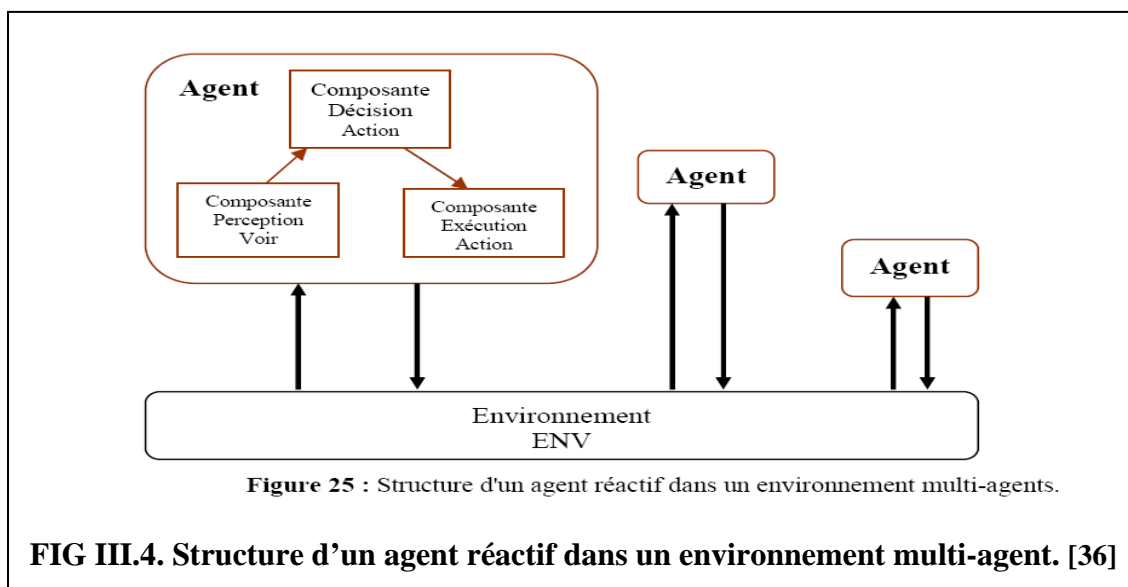 Agent
Composante
Décision
Action
Composante
Perception
Voir
Composante
Exécution
Action
Agent
Agent
Environnement
ENV
Figure 25 : Structure d'un agent réactif dans un environnement multi-agents.
FIG III.4. Structure d’un agent réactif dans un environnement multi-agent. [36]